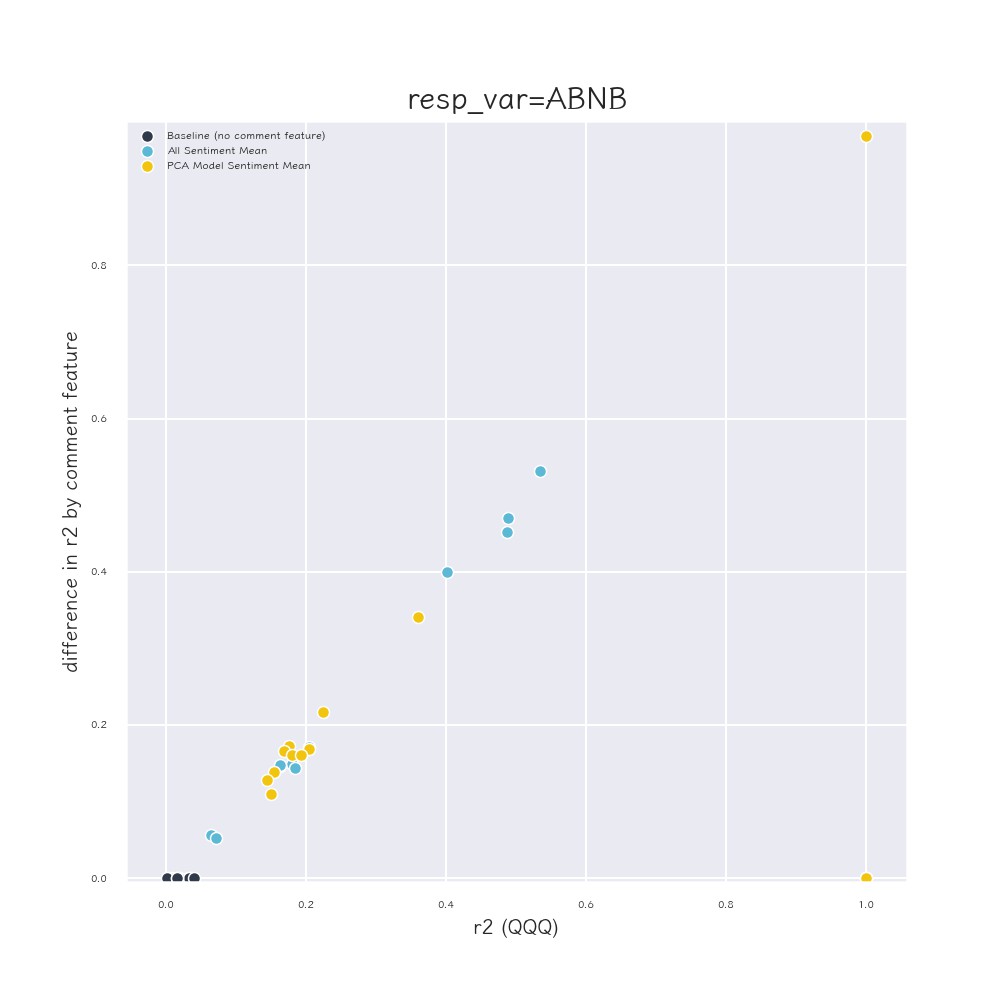 resp_var=ABNB
Baseline (no comment feature)
All Sentiment Mean
PCA Model Sentiment Mean
difference in r2 by comment feature
0.8
0.6
0.4
0.2
0.0
0.0 0.2 0.4 0.6 0.8 1.0
r2 (QQQ)